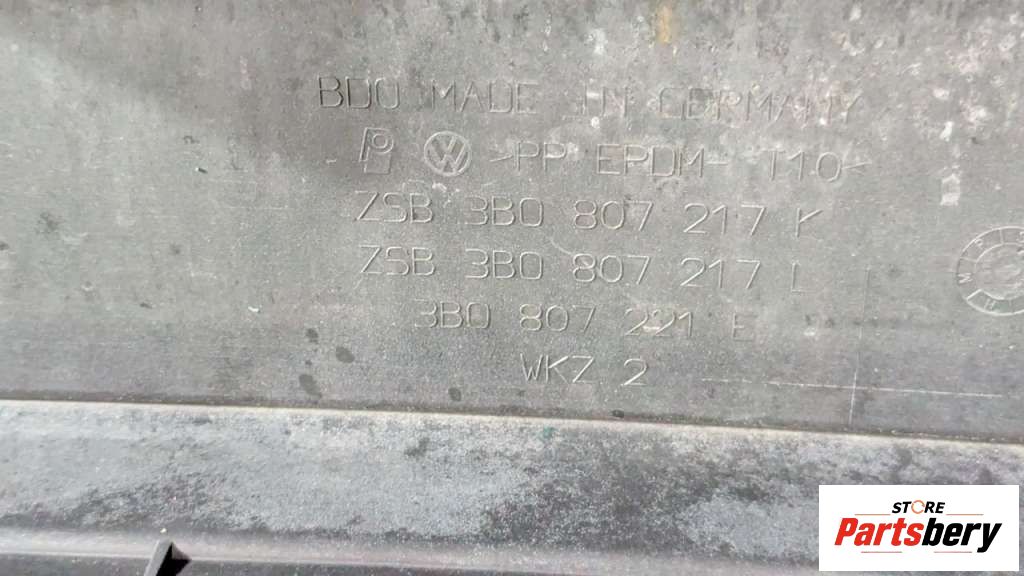 BDO MADE IN GERMANY
>PP EPDM-T10<
ZSB 3B0 807 217 K
ZSB 3B0 807 217 L
3B0 807 221 E
WKZ 2
STORE
Partsbery